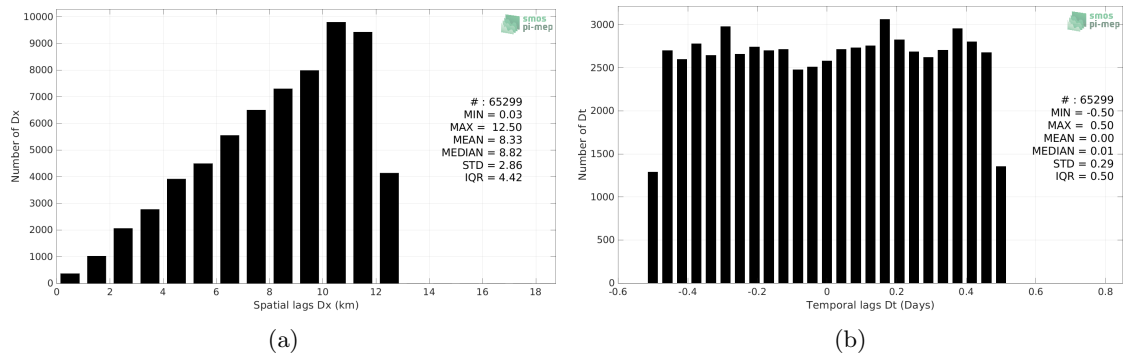 10000
9000
8000
7000
6000
5000
4000
3000
2000
1000
0
Number of Dx
smos
pi-mep
# : 65299
MIN = 0.03
MAX = 12.50
MEAN = 8.33
MEDIAN = 8.82
STD = 2.86
IQR = 4.42
0 2 4 6 8 10 12 14 16 18
Spatial lags Dx (km)
(a)
3000
2500
2000
1500
1000
500
0
Number of Dt
smos
pi-mep
# : 65299
MIN = -0.50
MAX = 0.50
MEAN = 0.00
MEDIAN = 0.01
STD = 0.29
IQR = 0.50
-0.6 -0.4 -0.2 0 0.2 0.4 0.6 0.8
Temporal lags Dt (Days)
(b)